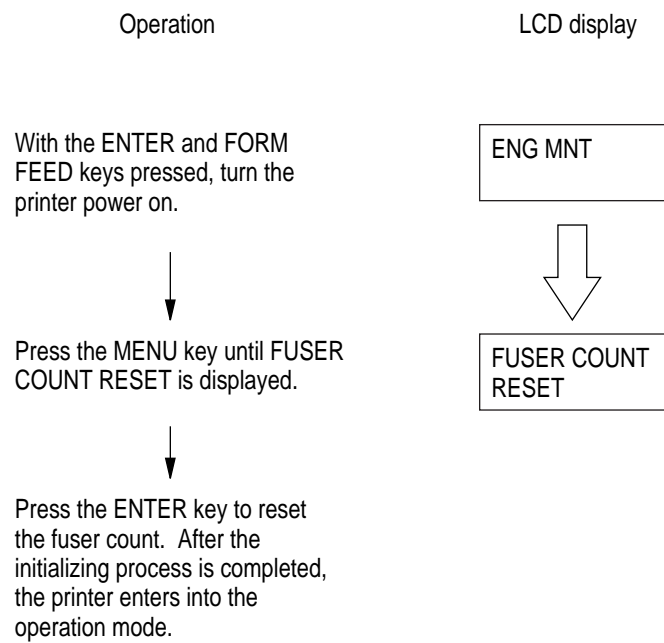 Operation
LCD display
With the ENTER and FORM
FEED keys pressed, turn the
printer power on.
ENG MNT
Press the MENU key until FUSER
COUNT RESET is displayed.
FUSER COUNT
RESET
Press the ENTER key to reset
the fuser count.  After the
initializing process is completed,
the printer enters into the
operation mode.